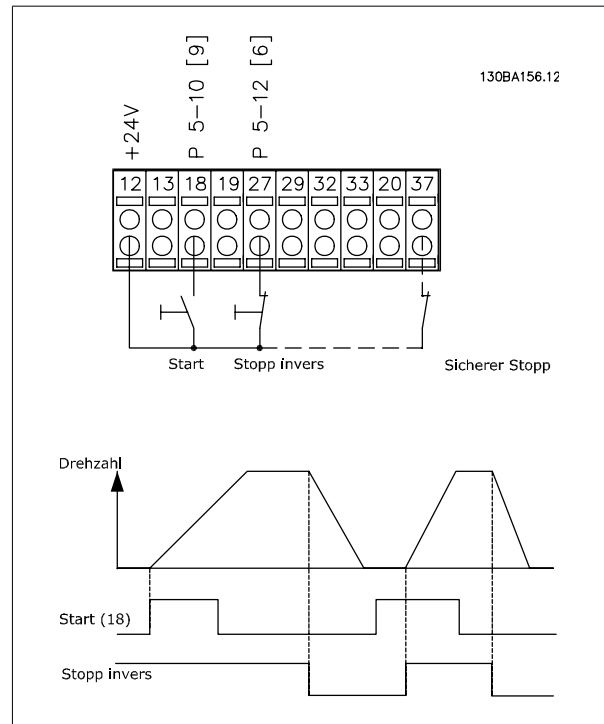 130BA156.12
+24V
P 5-10 [9]
P 5-12 [6]
12 13 18 19 27 29 32 33 20 37
Start Stopp invers Sicherer Stopp
Drehzahl
Start (18)
Stopp invers